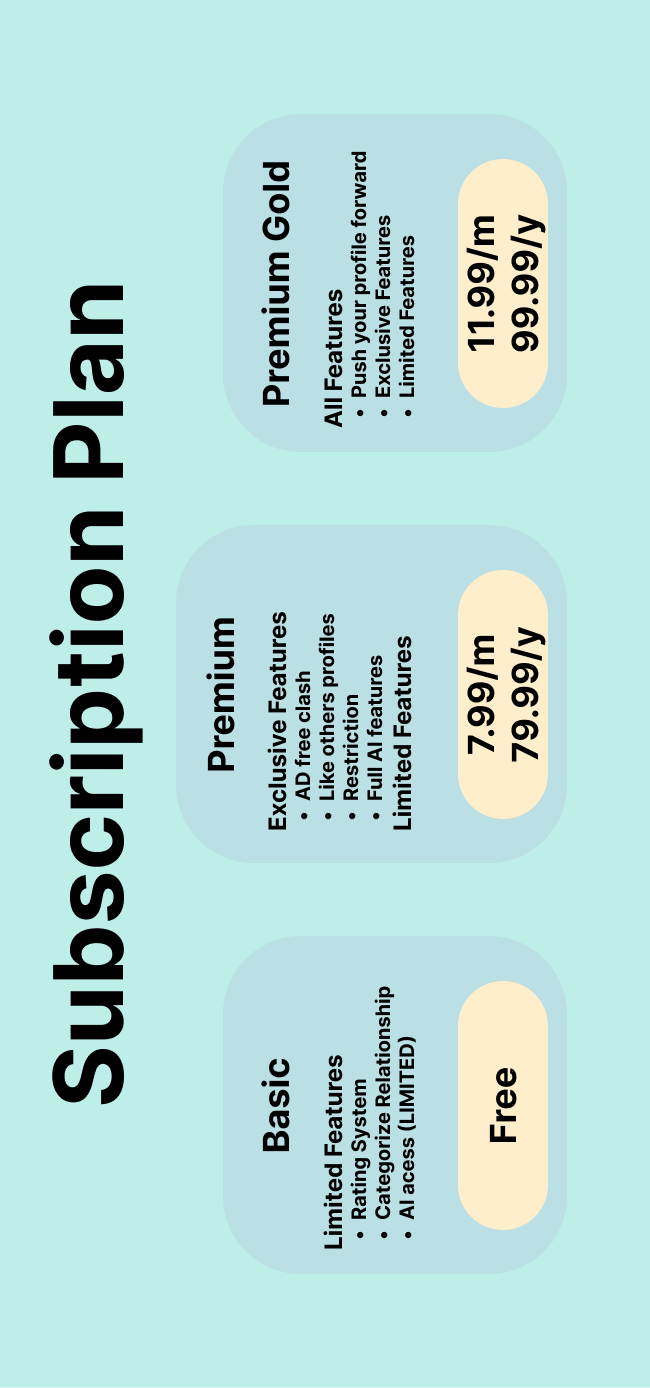 Subscription Plan
Basic
Limited Features
• Rating System
• Categorize Relationship
• AI acess (LIMITED)
Free
Premium
Exclusive Features
• AD free clash
• Like others profiles
• Restriction
• Full AI features
Limited Features
7.99/m
79.99/y
Premium Gold
All Features
• Push your profile forward
• Exclusive Features
• Limited Features
11.99/m
99.99/y